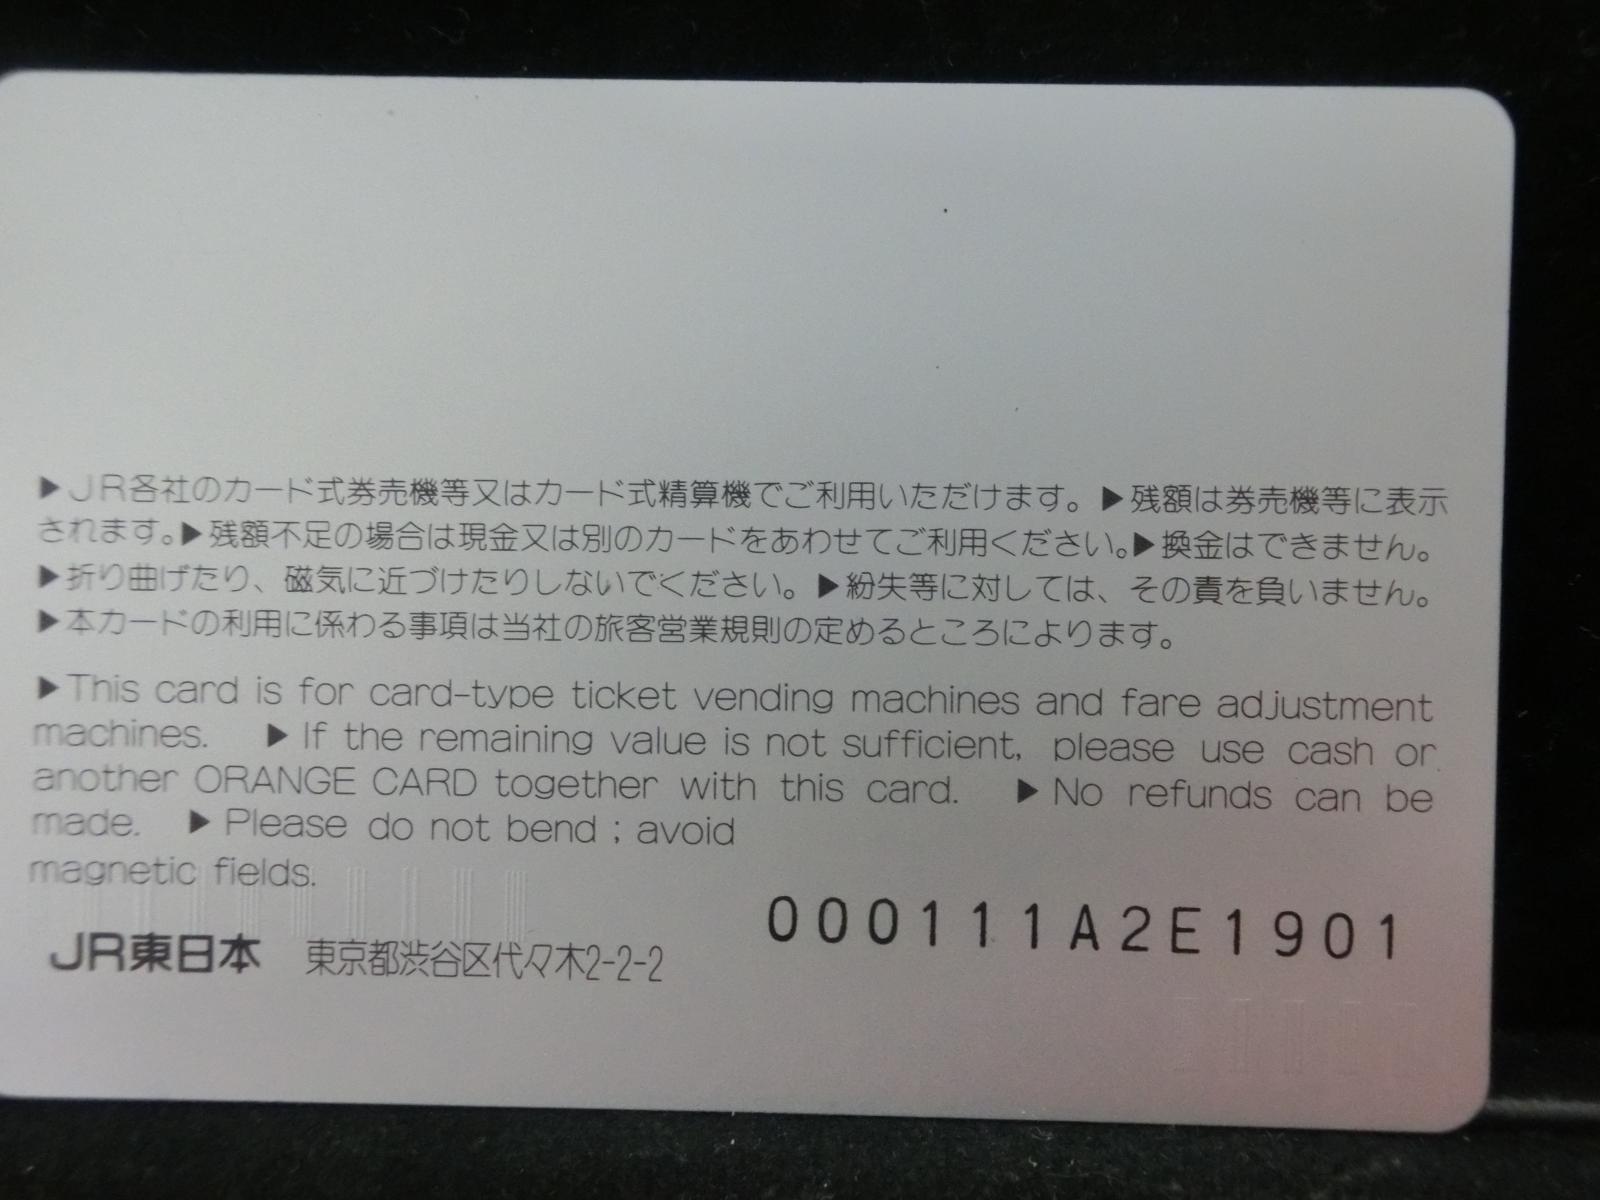 ▶JR各社のカード式券売機等又はカード式精算機でご利用いただけます。▶残額は券売機等に表示
されます。▶残額不足の場合は現金又は別のカードをあわせてご利用ください。▶換金はできません。
▶折り曲げたり、磁気に近づけたりしないでください。▶紛失等に対しては、その責を負いません。
▶本カードの利用に係わる事項は当社の旅客営業規則の定めるところによります。
▶This card is for card-type ticket vending machines and fare adjustment
machines. ▶If the remaining value is not sufficient, please use cash or
another ORANGE CARD together with this card. ▶No refunds can be
made. ▶Please do not bend ; avoid
magnetic fields.
000111A2E1901
JR東日本 東京都渋谷区代々木2-2-2